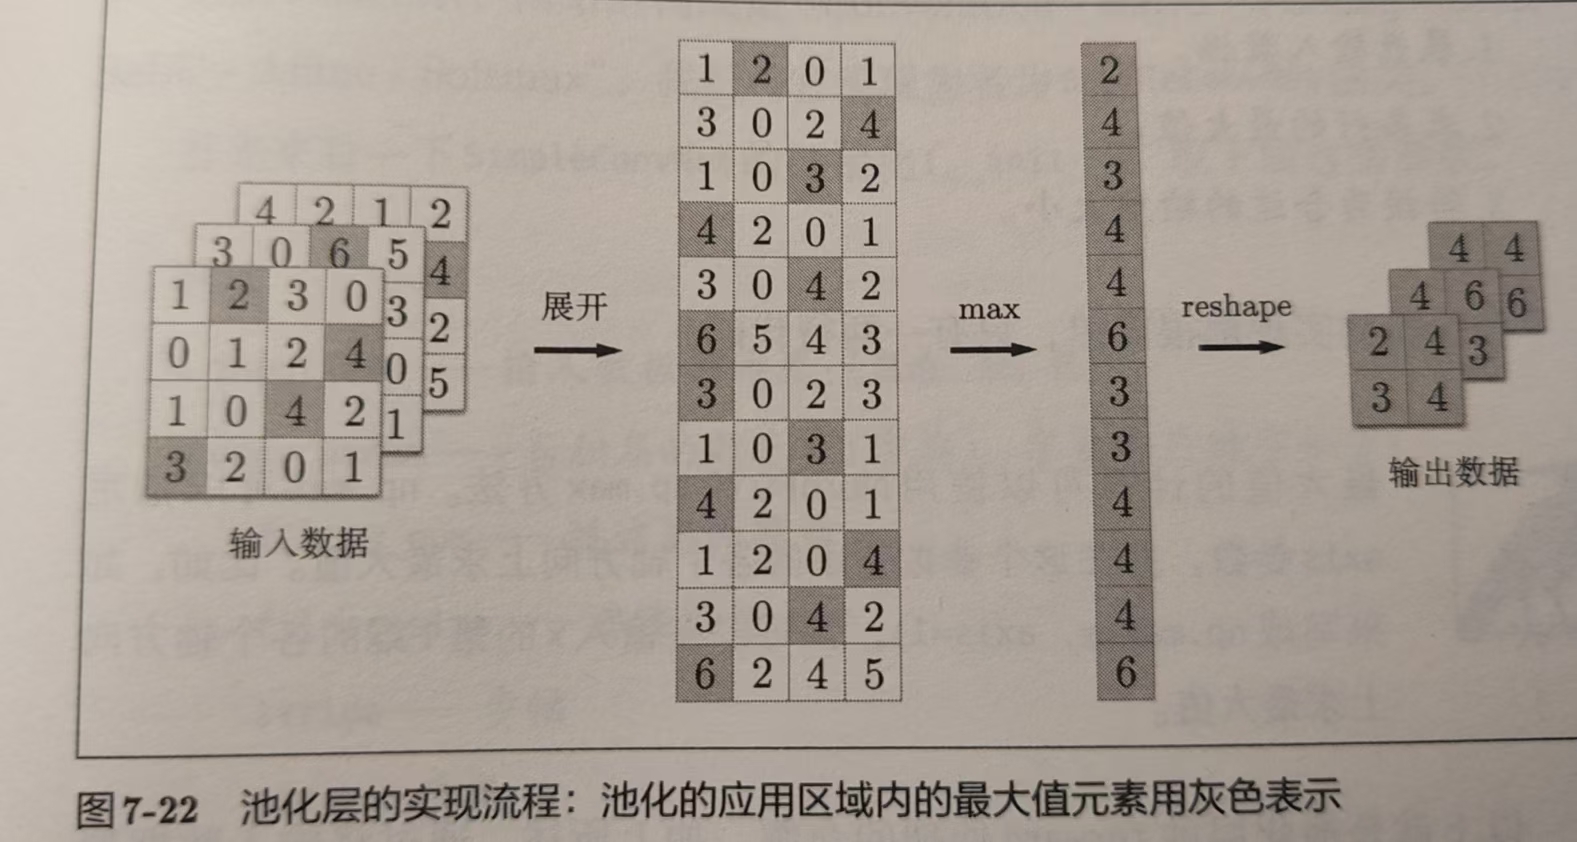 4 2 1 2
3 0 6 5 4
1 2 3 0 3 2
0 1 2 4 0 5
1 0 4 2 1
3 2 0 1
输入数据
展开
1 2 0 1
3 0 2 4
1 0 3 2
4 2 0 1
3 0 4 2
6 5 4 3
3 0 2 3
1 0 3 1
4 2 0 1
1 2 0 4
3 0 4 2
6 2 4 5
max
2
4
3
4
4
6
3
3
4
4
4
6
reshape
4 4
4 6 6
2 4 3
3 4
输出数据
图7-22 池化层的实现流程：池化的应用区域内的最大值元素用灰色表示